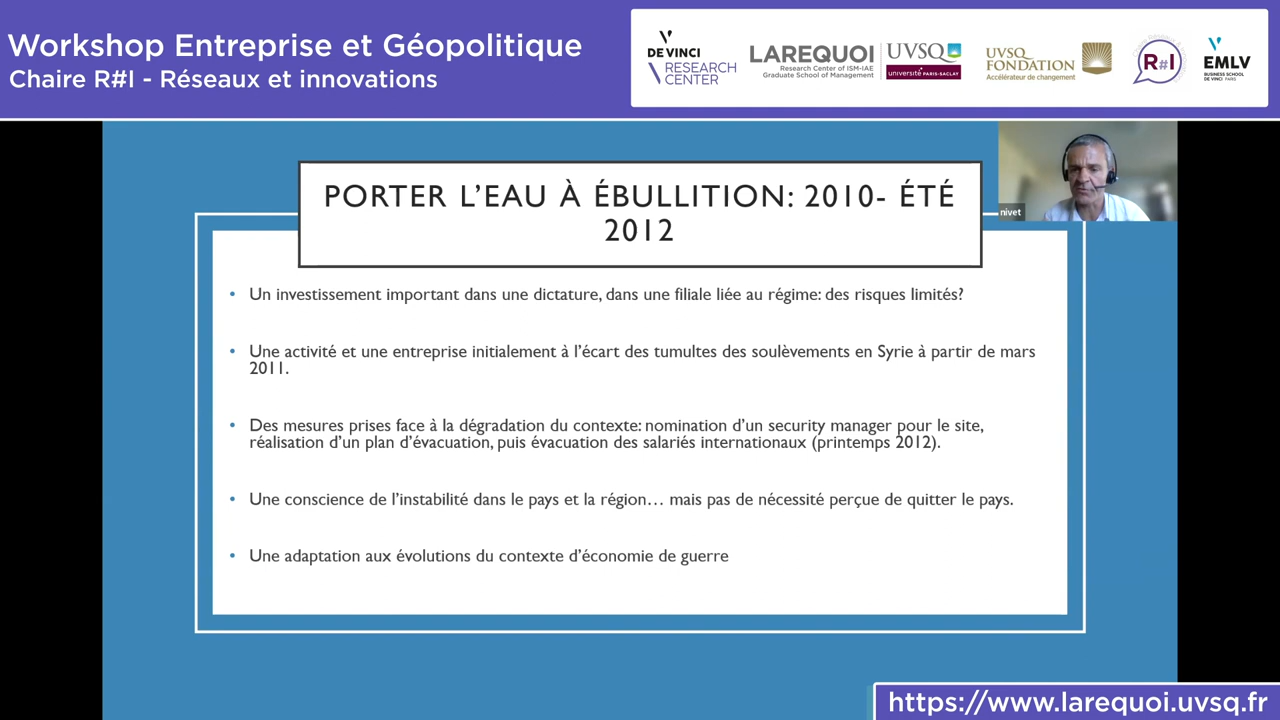 Workshop Entreprise et Géopolitique
Chaire R#I - Réseaux et innovations
DE VINCI
RESEARCH
CENTER
LAREQUOI
Research Center of ISM-IAE
Graduate School of Management
UVSQ
université PARIS-SACLAY
UVSQ
FONDATION
Accélérateur de changement
R#I
EMLV
BUSINESS SCHOOL
DE VINCI PARIS
nivet
PORTER L'EAU À ÉBULLITION: 2010- ÉTÉ
2012
• Un investissement important dans une dictature, dans une filiale liée au régime: des risques limités?
• Une activité et une entreprise initialement à l'écart des tumultes des soulèvements en Syrie à partir de mars
2011.
• Des mesures prises face à la dégradation du contexte: nomination d'un security manager pour le site,
réalisation d'un plan d'évacuation, puis évacuation des salariés internationaux (printemps 2012).
• Une conscience de l'instabilité dans le pays et la région… mais pas de nécessité perçue de quitter le pays.
• Une adaptation aux évolutions du contexte d'économie de guerre
https://www.larequoi.uvsq.fr